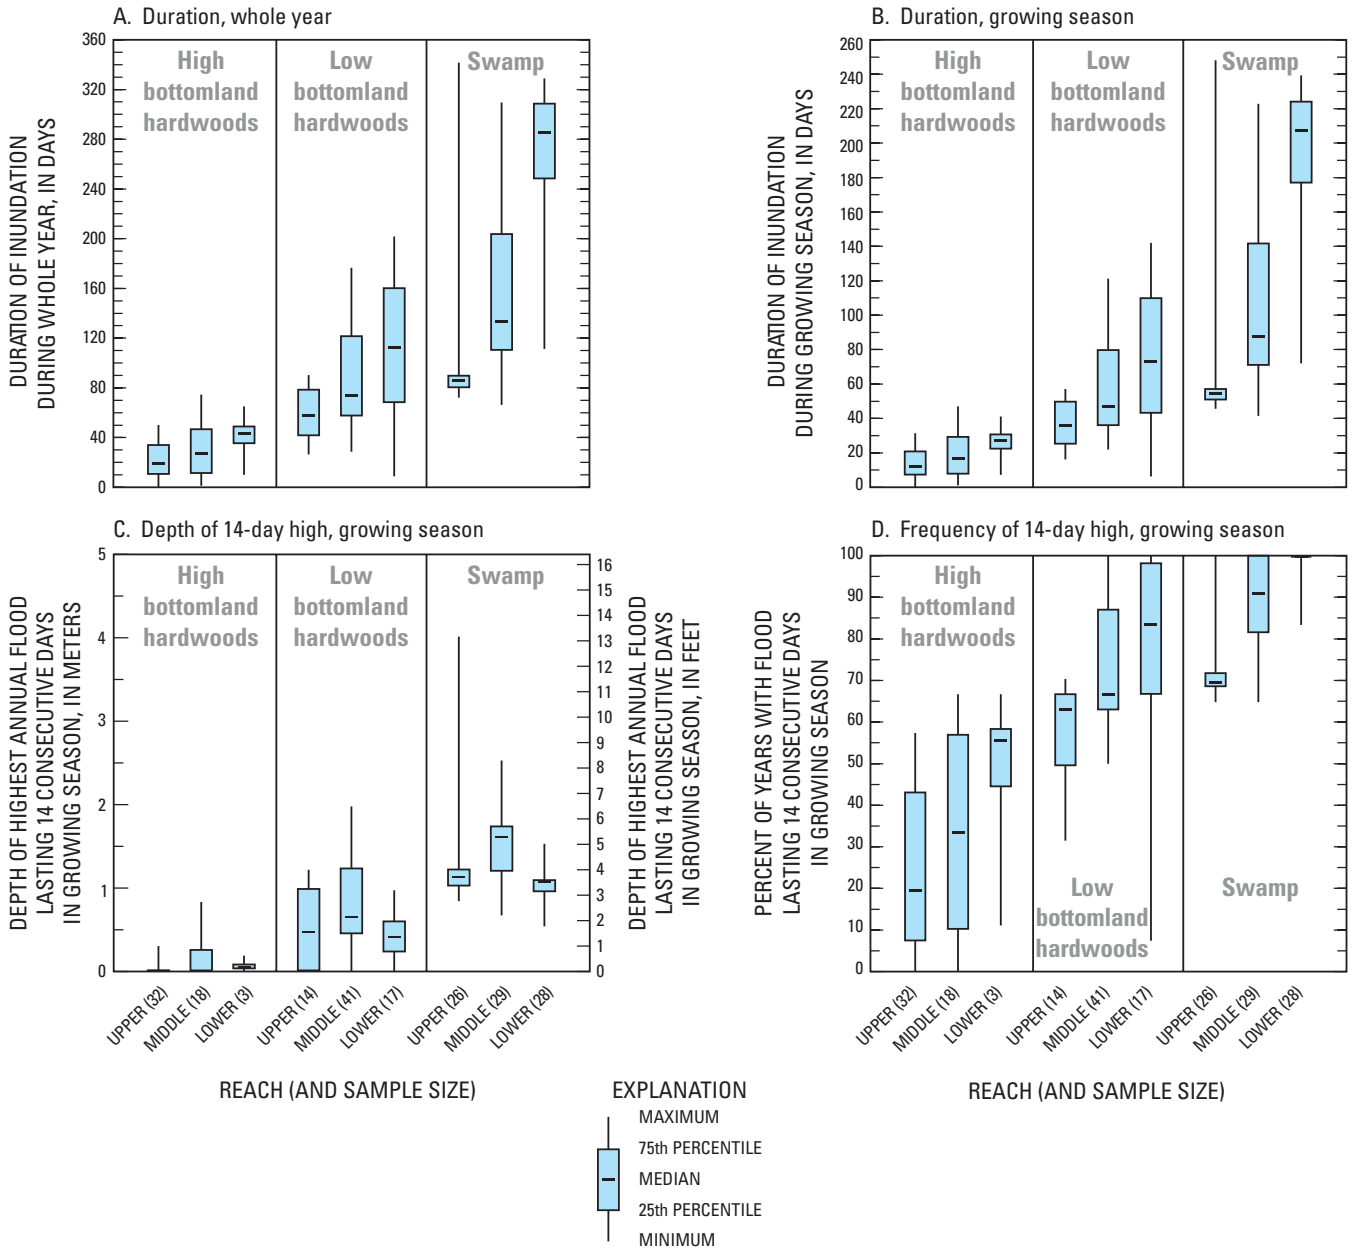 A. Duration, whole year
DURATION OF INUNDATION
DURING WHOLE YEAR, IN DAYS
360
320
280
240
200
160
120
80
40
0
High
bottomland
hardwoods
Low
bottomland
hardwoods
Swamp
B. Duration, growing season
DURATION OF INUNDATION
DURING GROWING SEASON, IN DAYS
260
240
220
200
180
160
140
120
100
80
60
40
20
0
High
bottomland
hardwoods
Low
bottomland
hardwoods
Swamp
C. Depth of 14-day high, growing season
DEPTH OF HIGHEST ANNUAL FLOOD
LASTING 14 CONSECUTIVE DAYS
IN GROWING SEASON, IN METERS
5
4
3
2
1
0
High
bottomland
hardwoods
Low
bottomland
hardwoods
Swamp
16
15
14
13
12
11
10
9
8
7
6
5
4
3
2
1
0
DEPTH OF HIGHEST ANNUAL FLOOD
LASTING 14 CONSECUTIVE DAYS
IN GROWING SEASON, IN FEET
UPPER (32)
MIDDLE (18)
LOWER (3)
UPPER (14)
MIDDLE (41)
LOWER (17)
UPPER (26)
MIDDLE (29)
LOWER (28)
REACH (AND SAMPLE SIZE)
D. Frequency of 14-day high, growing season
PERCENT OF YEARS WITH FLOOD
LASTING 14 CONSECUTIVE DAYS
IN GROWING SEASON
100
90
80
70
60
50
40
30
20
10
0
High
bottomland
hardwoods
Low
bottomland
hardwoods
Swamp
UPPER (32)
MIDDLE (18)
LOWER (3)
UPPER (14)
MIDDLE (41)
LOWER (17)
UPPER (26)
MIDDLE (29)
LOWER (28)
REACH (AND SAMPLE SIZE)
EXPLANATION
MAXIMUM
75th PERCENTILE
MEDIAN
25th PERCENTILE
MINIMUM